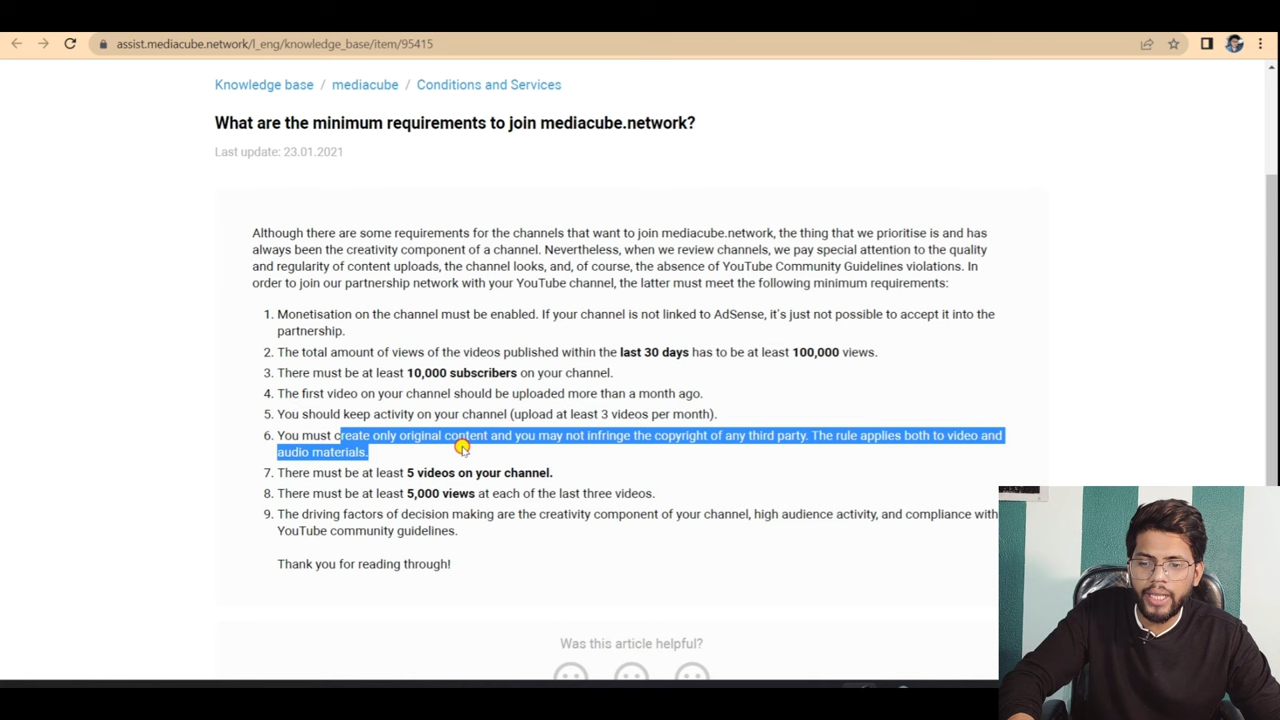 assist.mediacube.network/l_eng/knowledge_base/item/95415
Knowledge base / mediacube / Conditions and Services
What are the minimum requirements to join mediacube.network?
Last update: 23.01.2021
Although there are some requirements for the channels that want to join mediacube.network, the thing that we prioritise is and has
always been the creativity component of a channel. Nevertheless, when we review channels, we pay special attention to the quality
and regularity of content uploads, the channel looks, and, of course, the absence of YouTube Community Guidelines violations. In
order to join our partnership network with your YouTube channel, the latter must meet the following minimum requirements:
1. Monetisation on the channel must be enabled. If your channel is not linked to AdSense, it's just not possible to accept it into the
partnership.
2. The total amount of views of the videos published within the last 30 days has to be at least 100,000 views.
3. There must be at least 10,000 subscribers on your channel.
4. The first video on your channel should be uploaded more than a month ago.
5. You should keep activity on your channel (upload at least 3 videos per month).
6. You must create only original content and you may not infringe the copyright of any third party. The rule applies both to video and
audio materials.
7. There must be at least 5 videos on your channel.
8. There must be at least 5,000 views at each of the last three videos.
9. The driving factors of decision making are the creativity component of your channel, high audience activity, and compliance with
YouTube community guidelines.
Thank you for reading through!
Was this article helpful?